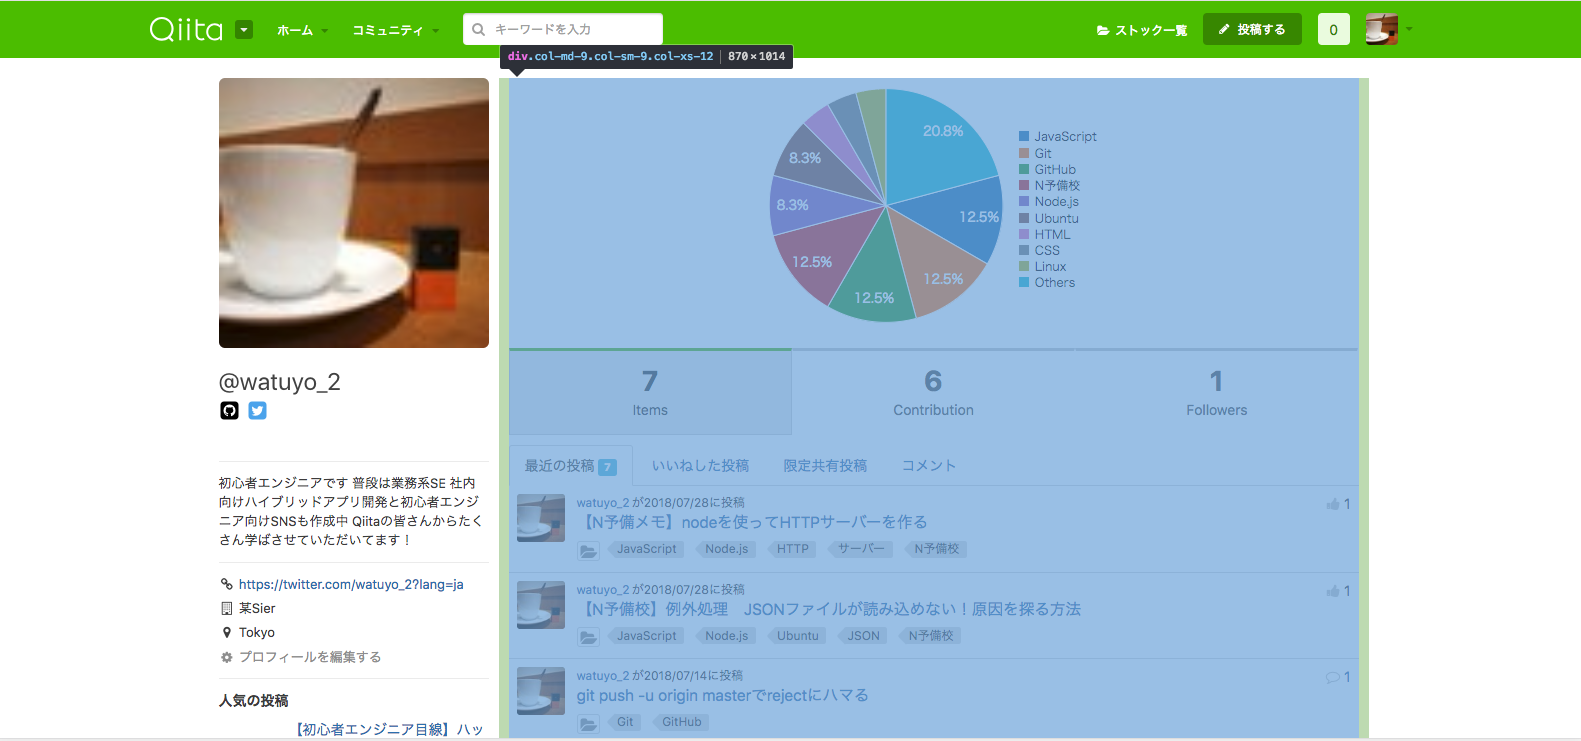 Qiita ホーム コミュニティ キーワードを入力 ストック一覧 投稿する 0
div.col-md-9.col-sm-9.col-xs-12 870 × 1014
@watuyo_2
初心者エンジニアです 普段は業務系SE 社内
向けハイブリッドアプリ開発と初心者エンジ
ニア向けSNSも作成中 Qiitaの皆さんからたく
さん学ばさせていただいてます！
https://twitter.com/watuyo_2?lang=ja
某Sier
Tokyo
プロフィールを編集する
人気の投稿
【初心者エンジニア目線】ハッ
20.8%
12.5%
12.5%
12.5%
12.5%
8.3%
8.3%
JavaScript
Git
GitHub
N予備校
Node.js
Ubuntu
HTML
CSS
Linux
Others
7
Items
6
Contribution
1
Followers
最近の投稿 7 いいねした投稿 限定共有投稿 コメント
watuyo_2 が2018/07/28に投稿 1
【N予備メモ】nodeを使ってHTTPサーバーを作る
JavaScript Node.js HTTP サーバー N予備校
watuyo_2 が2018/07/28に投稿 1
【N予備校】例外処理　JSONファイルが読み込めない！原因を探る方法
JavaScript Node.js Ubuntu JSON N予備校
watuyo_2 が2018/07/14に投稿 1
git push -u origin masterでrejectにハマる
Git GitHub